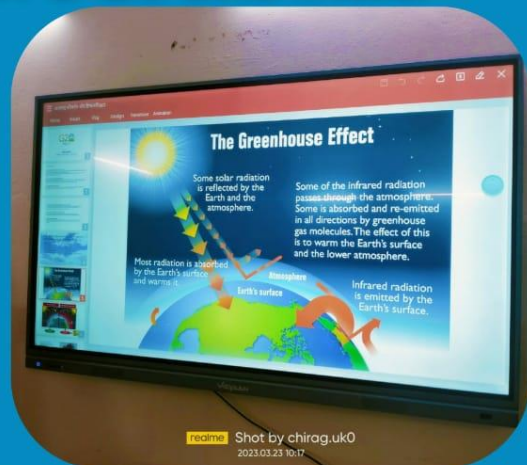 The Greenhouse Effect
Some solar radiation
is reflected by the
Earth and the
atmosphere.
Some of the infrared radiation
passes through the atmosphere.
Some is absorbed and re-emitted
in all directions by greenhouse
gas molecules. The effect of this
is to warm the Earth's surface
and the lower atmosphere.
Most radiation is absorbed
by the Earth's surface
and warms it.
Atmosphere
Earth's surface
Infrared radiation
is emitted by the
Earth's surface.
realme Shot by chirag.uk0
2023.03.23 10:17